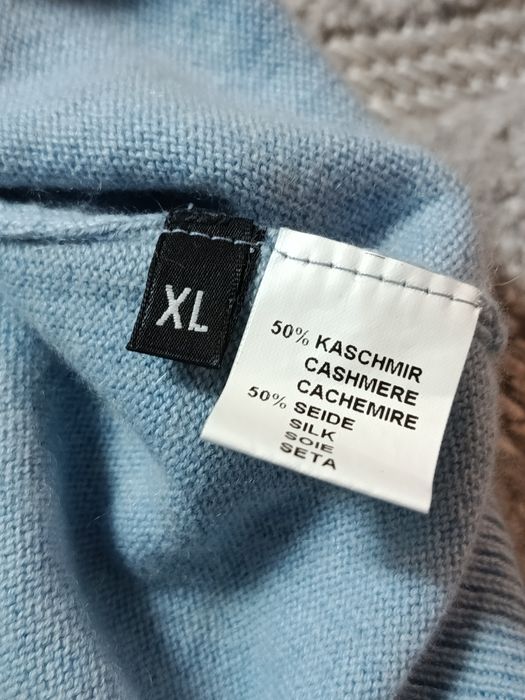 XL
50% KASCHMIR
CASHMERE
CACHEMIRE
50% SEIDE
SILK
SOIE
SETA